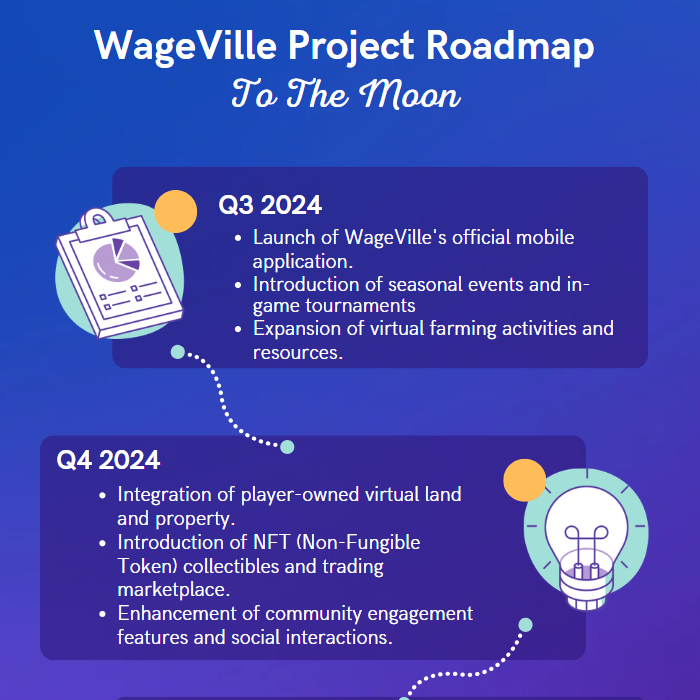 WageVille Project Roadmap
To The Moon
Q3 2024
• Launch of WageVille's official mobile
application.
• Introduction of seasonal events and in-
game tournaments
• Expansion of virtual farming activities and
resources.
Q4 2024
• Integration of player-owned virtual land
and property.
• Introduction of NFT (Non-Fungible
Token) collectibles and trading
marketplace.
• Enhancement of community engagement
features and social interactions.